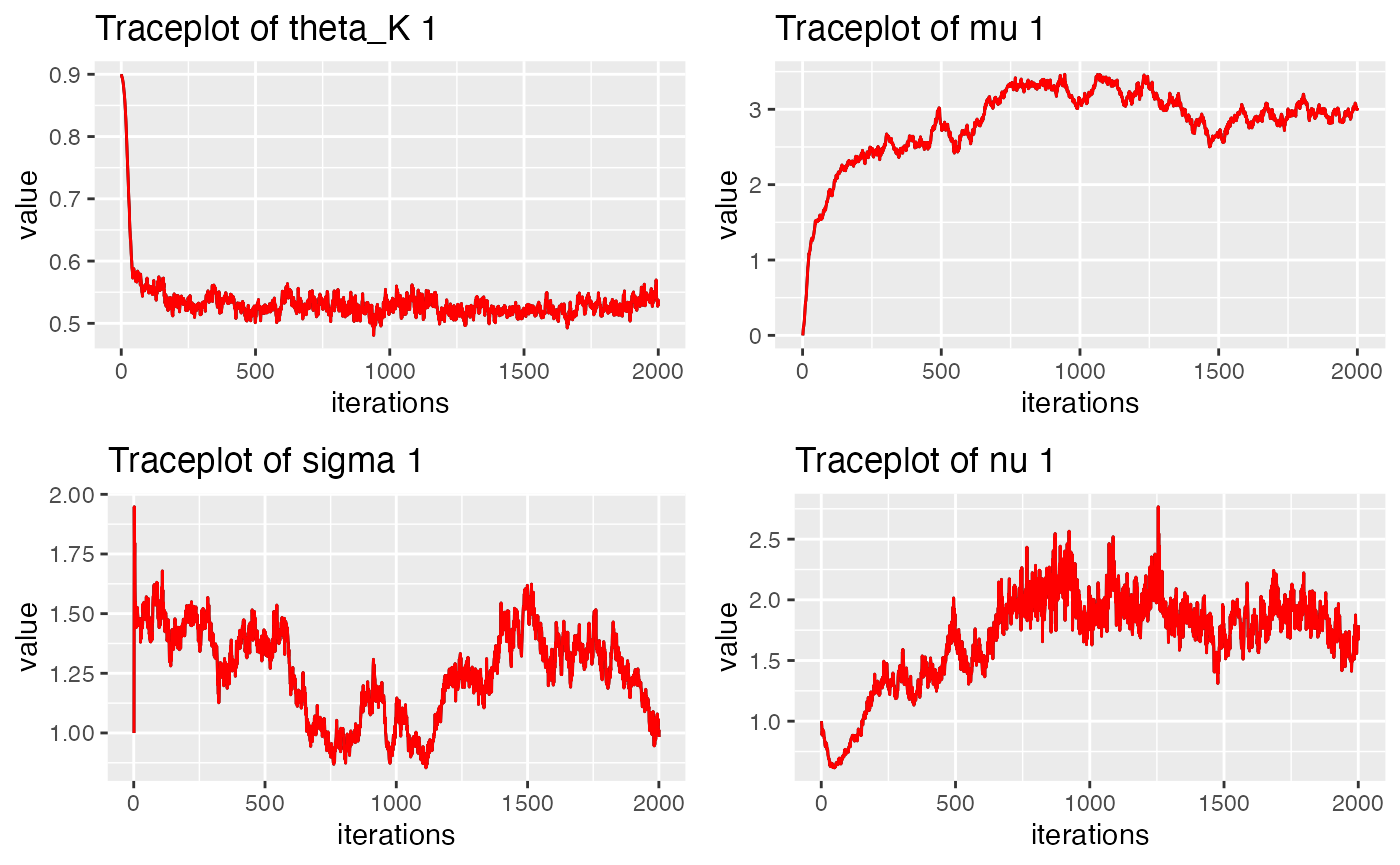 Traceplot of theta_K 1
value
0.9
0.8
0.7
0.6
0.5
0 500 1000 1500 2000
iterations
Traceplot of mu 1
value
3
2
1
0
0 500 1000 1500 2000
iterations
Traceplot of sigma 1
value
2.00
1.75
1.50
1.25
1.00
0 500 1000 1500 2000
iterations
Traceplot of nu 1
value
2.5
2.0
1.5
1.0
0 500 1000 1500 2000
iterations